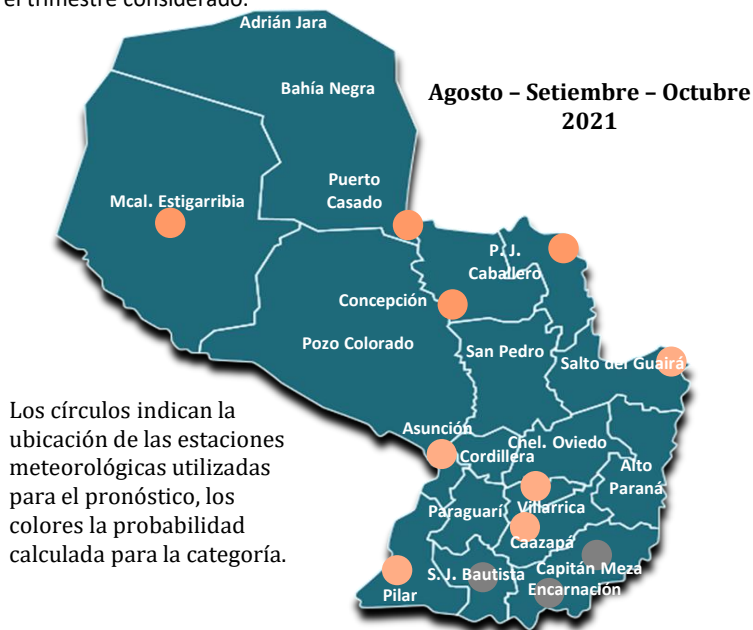 el trimestre considerado.
Adrián Jara
Bahía Negra
Agosto – Setiembre – Octubre
2021
Puerto
Casado
Mcal. Estigarribia
P. J.
Caballero
Concepción
Pozo Colorado
San Pedro
Salto del Guairá
Los círculos indican la
ubicación de las estaciones
meteorológicas utilizadas
para el pronóstico, los
colores la probabilidad
calculada para la categoría.
Asunción
Cordillera
Chel. Oviedo
Alto
Paraná
Paraguarí
Villarrica
Caazapá
S. J. Bautista
Capitán Meza
Encarnación
Pilar